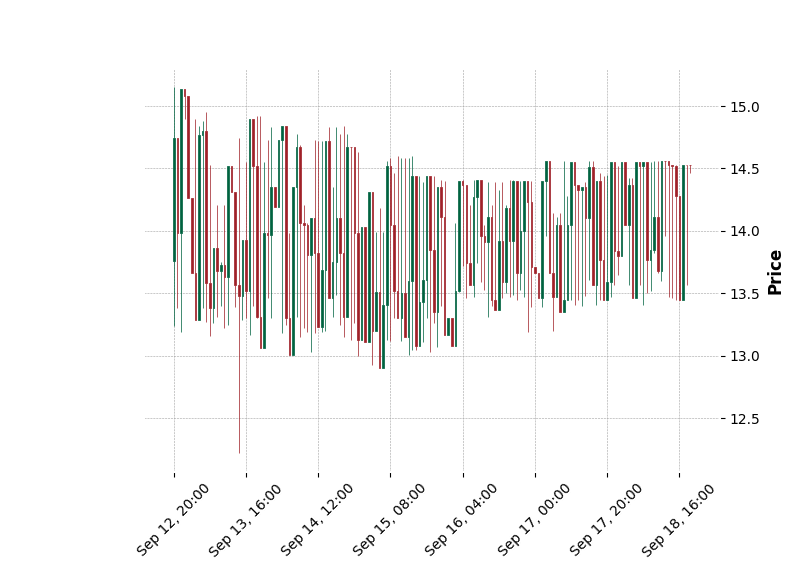 15.0
14.5
14.0
13.5
13.0
12.5
Price
Sep 12, 20:00
Sep 13, 16:00
Sep 14, 12:00
Sep 15, 08:00
Sep 16, 04:00
Sep 17, 00:00
Sep 17, 20:00
Sep 18, 16:00